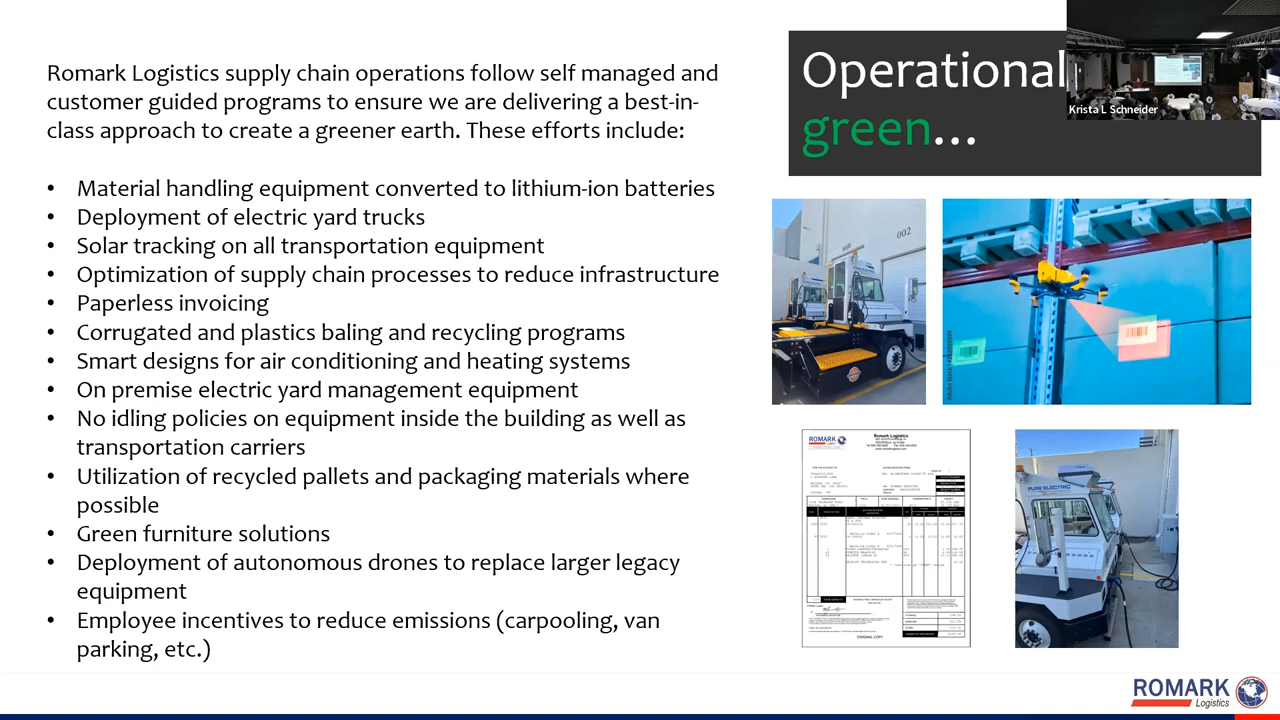 Romark Logistics supply chain operations follow self managed and
customer guided programs to ensure we are delivering a best-in-
class approach to create a greener earth. These efforts include:
• Material handling equipment converted to lithium-ion batteries
• Deployment of electric yard trucks
• Solar tracking on all transportation equipment
• Optimization of supply chain processes to reduce infrastructure
• Paperless invoicing
• Corrugated and plastics baling and recycling programs
• Smart designs for air conditioning and heating systems
• On premise electric yard management equipment
• No idling policies on equipment inside the building as well as
transportation carriers
• Utilization of recycled pallets and packaging materials where
possible
• Green furniture solutions
• Deployment of autonomous drones to replace larger legacy
equipment
• Employee incentives to reduce emissions (carpooling, van
parking, etc.)
Operational
green...
Krista L Schneider
002
ROMARK
Romark Logistics
PURE ELECTRIC
ROMARK
Logistics